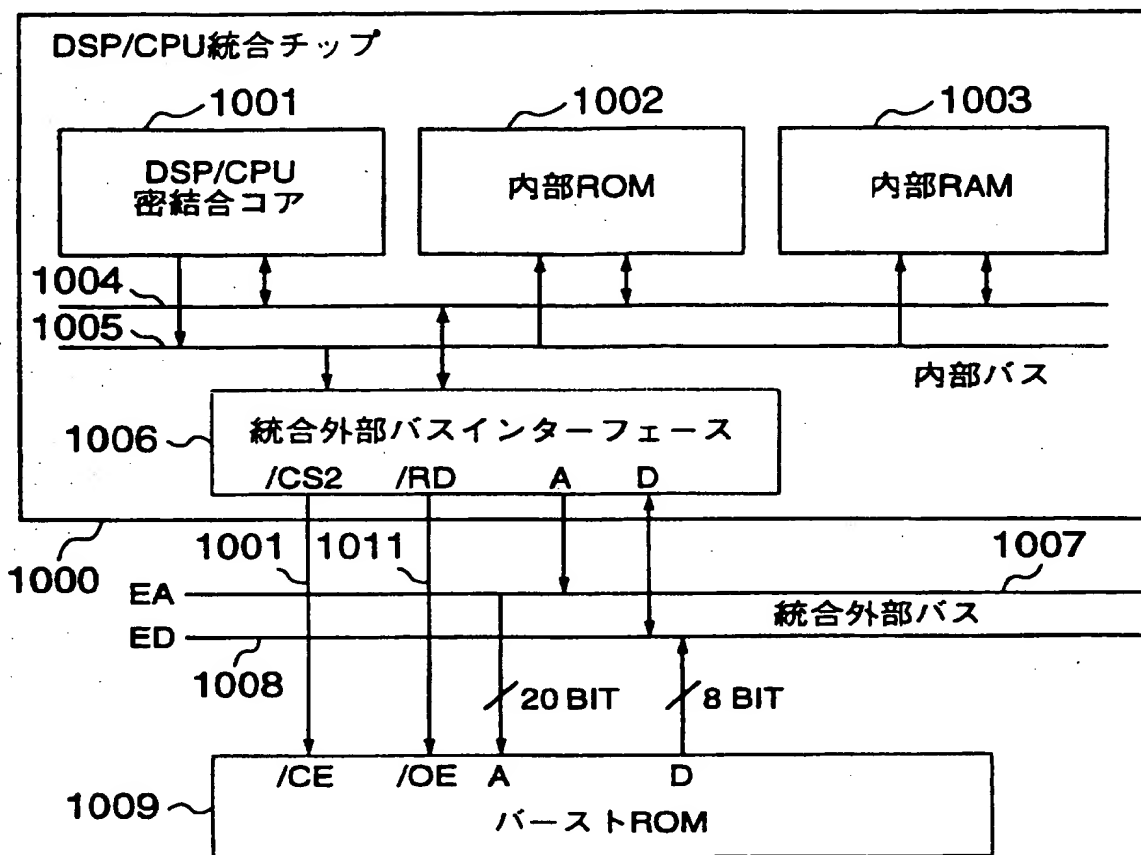 DSP/CPU統合チップ
1001
1002
1003
DSP/CPU
密結合コア
内部ROM
内部RAM
1004
1005
内部バス
1006
統合外部バスインターフェース
/CS2 /RD A D
1000
1001
1011
1007
EA
統合外部バス
ED
1008
20 BIT
8 BIT
/CE /OE A D
1009
バーストROM